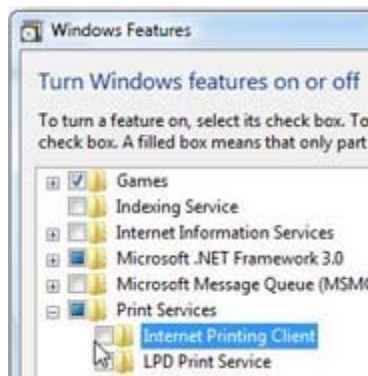 Windows Features
Turn Windows features on or off
To turn a feature on, select its check box. To
check box. A filled box means that only part
Games
Indexing Service
Internet Information Services
Microsoft .NET Framework 3.0
Microsoft Message Queue (MSM
Print Services
Internet Printing Client
LPD Print Service